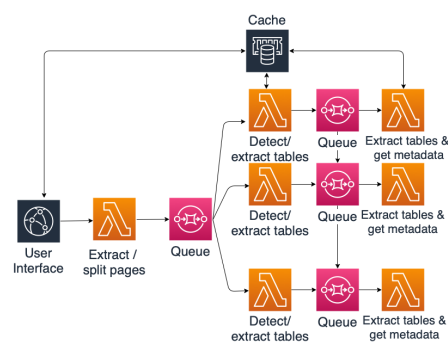 Cache
Detect/
extract tables
Queue
Extract tables &
get metadata
Detect/
extract tables
Queue
Extract tables &
get metadata
User
Interface
Extract /
split pages
Queue
Detect/
extract tables
Queue
Extract tables &
get metadata